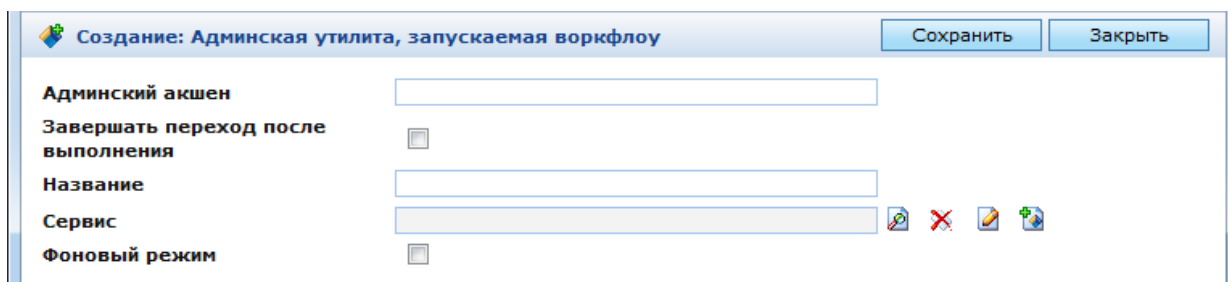 Создание: Админская утилита, запускаемая воркфлоу
Сохранить
Закрыть
Админский акшен
Завершать переход после
выполнения
Название
Сервис
Фоновый режим